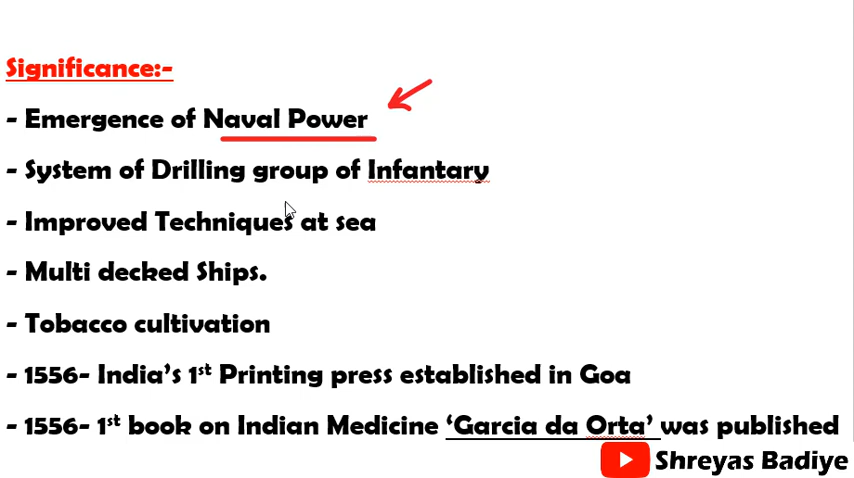 Significance:-
- Emergence of Naval Power
- System of Drilling group of Infantary
- Improved Techniques at sea
- Multi decked Ships.
- Tobacco cultivation
- 1556- India's 1st Printing press established in Goa
- 1556- 1st book on Indian Medicine 'Garcia da Orta' was published
Shreyas Badiye